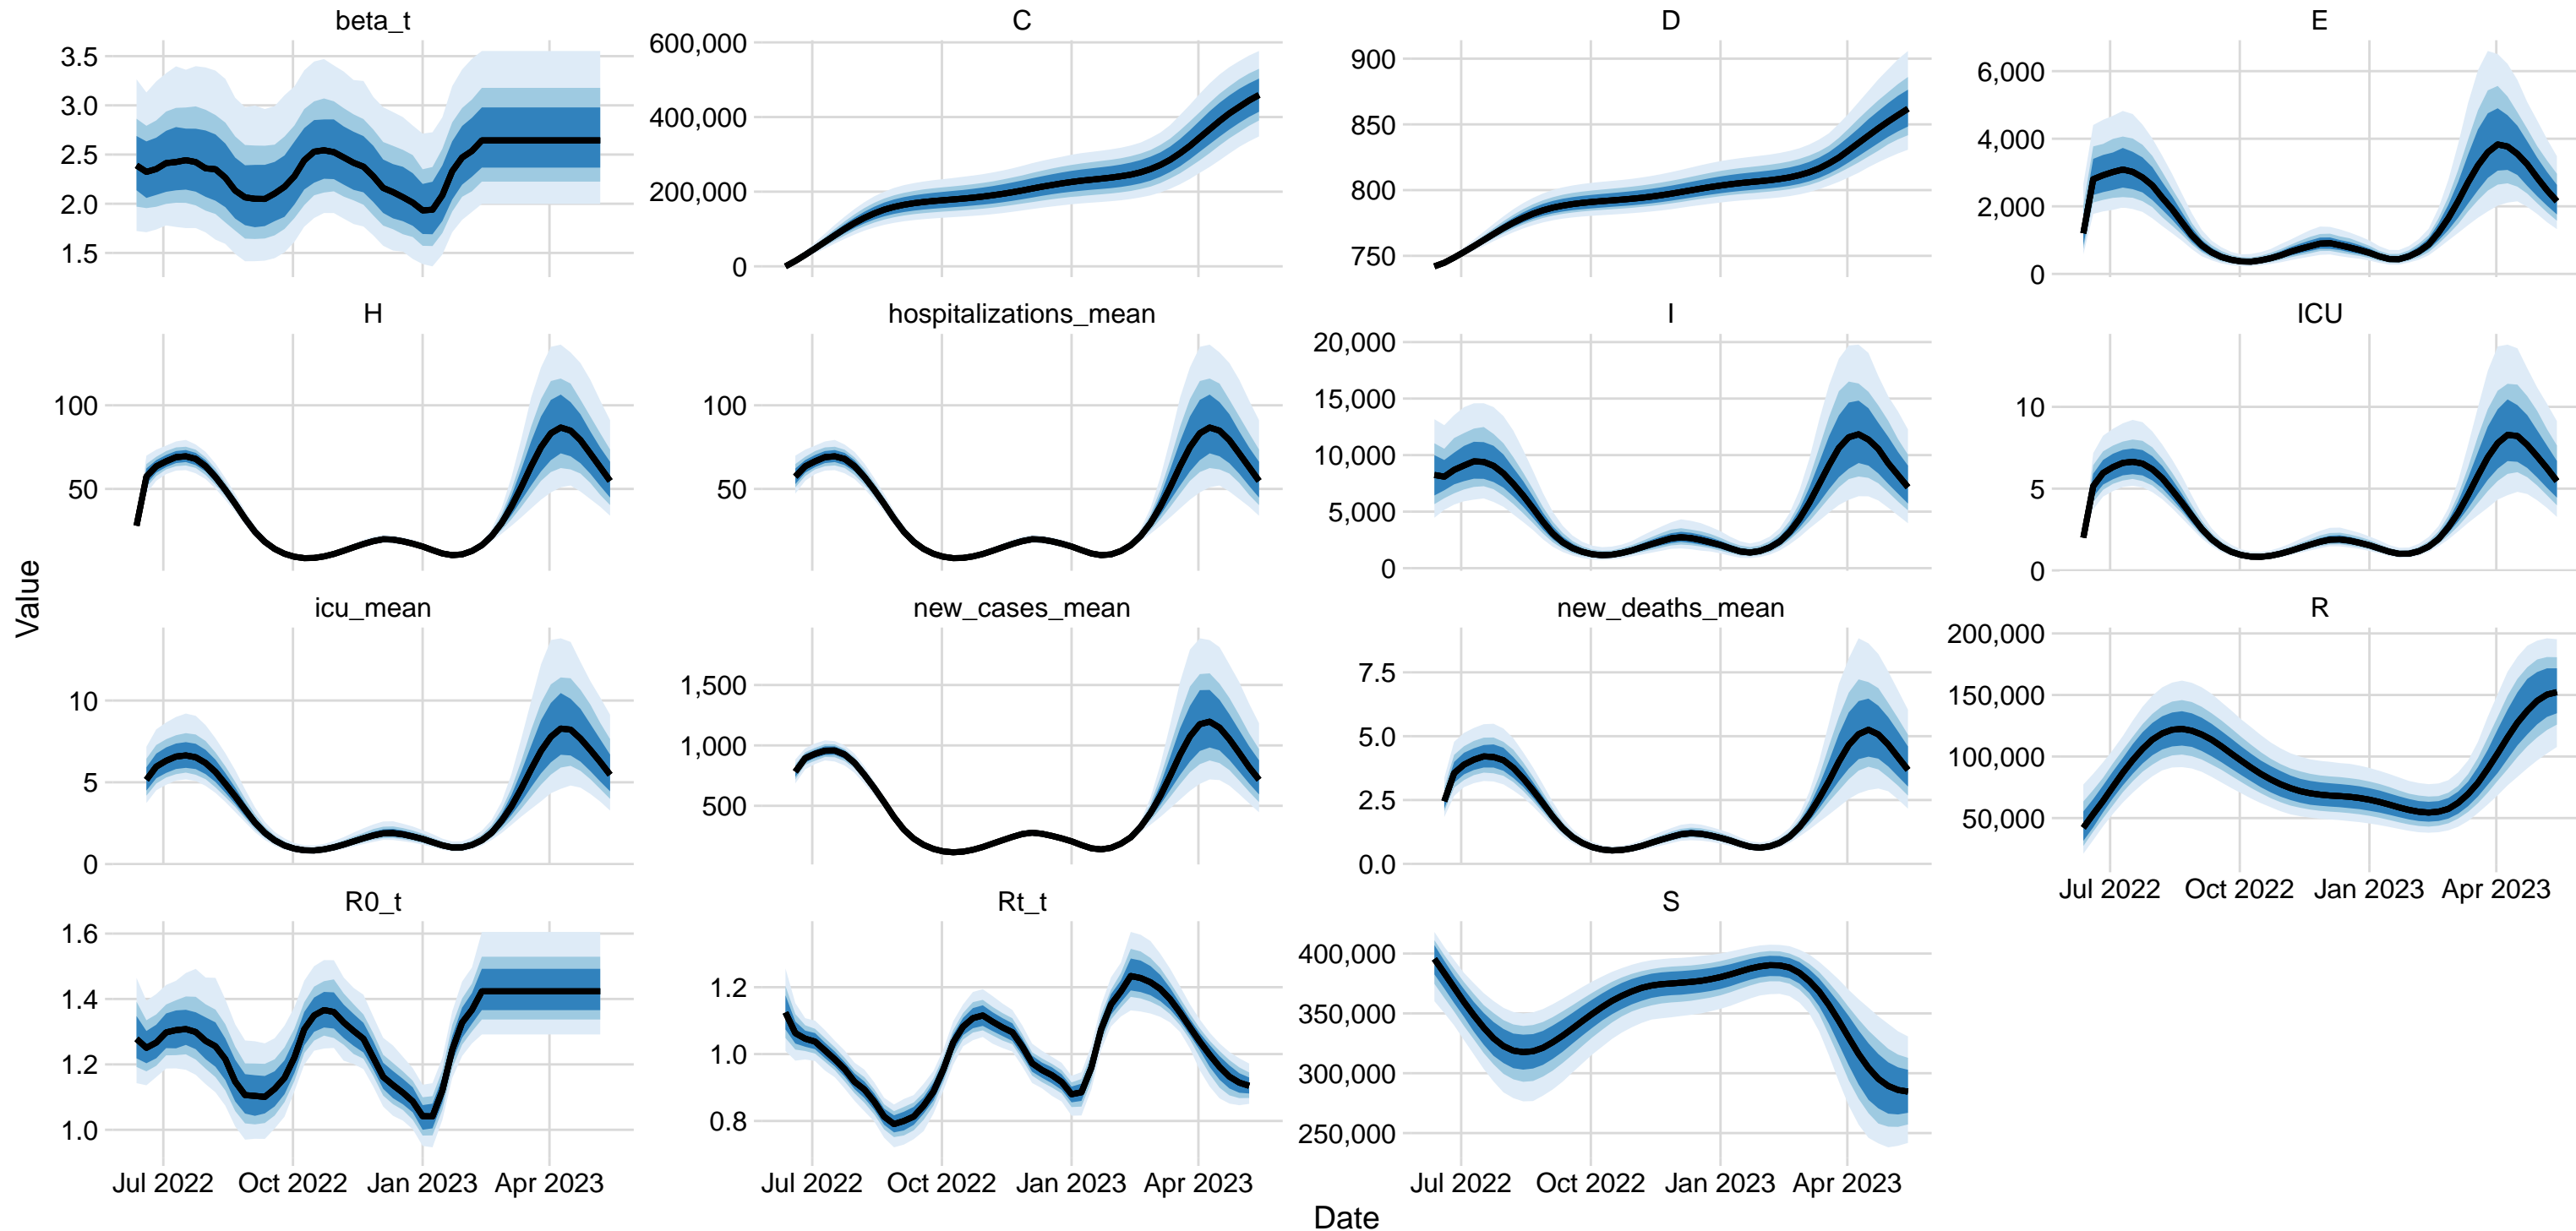 beta_t
C
D
E
3.5
3.0
2.5
2.0
1.5
600,000
400,000
200,000
0
900
850
800
750
6,000
4,000
2,000
0
H
hospitalizations_mean
I
ICU
100
50
100
50
20,000
15,000
10,000
5,000
0
10
5
0
icu_mean
new_cases_mean
new_deaths_mean
R
10
5
0
1,500
1,000
500
7.5
5.0
2.5
0.0
200,000
150,000
100,000
50,000
Jul 2022 Oct 2022 Jan 2023 Apr 2023
R0_t
Rt_t
S
1.6
1.4
1.2
1.0
1.2
1.0
0.8
400,000
350,000
300,000
250,000
Jul 2022 Oct 2022 Jan 2023 Apr 2023
Jul 2022 Oct 2022 Jan 2023 Apr 2023
Jul 2022 Oct 2022 Jan 2023 Apr 2023
Value
Date